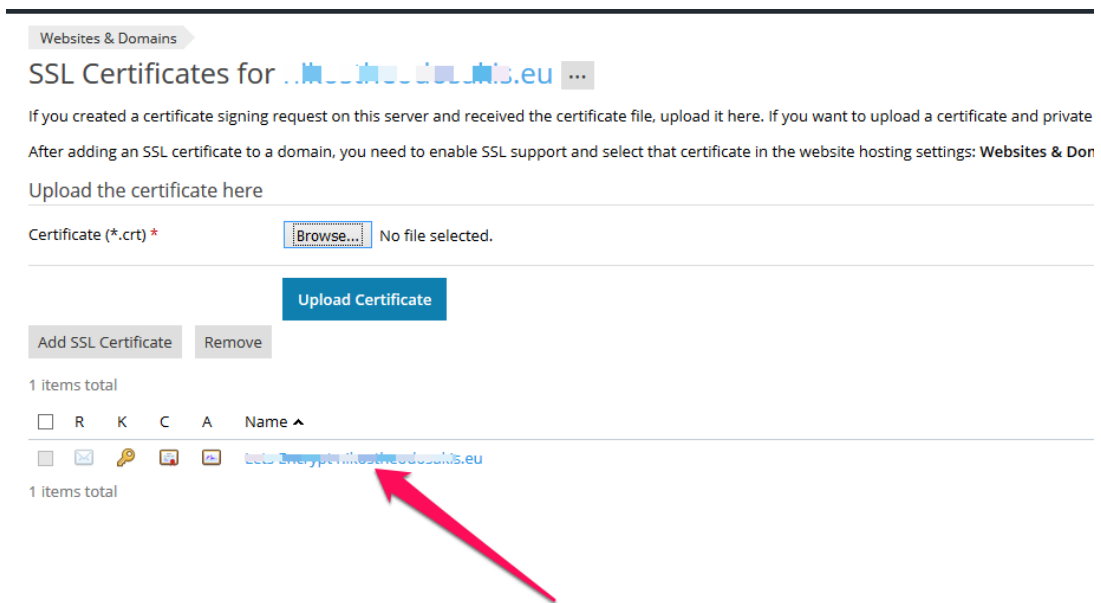 Websites & Domains
SSL Certificates for .eu ...
If you created a certificate signing request on this server and received the certificate file, upload it here. If you want to upload a certificate and private
After adding an SSL certificate to a domain, you need to enable SSL support and select that certificate in the website hosting settings: Websites & Don
Upload the certificate here
Certificate (*.crt) *
Browse... No file selected.
Upload Certificate
Add SSL Certificate Remove
1 items total
R K C A Name
.eu
1 items total